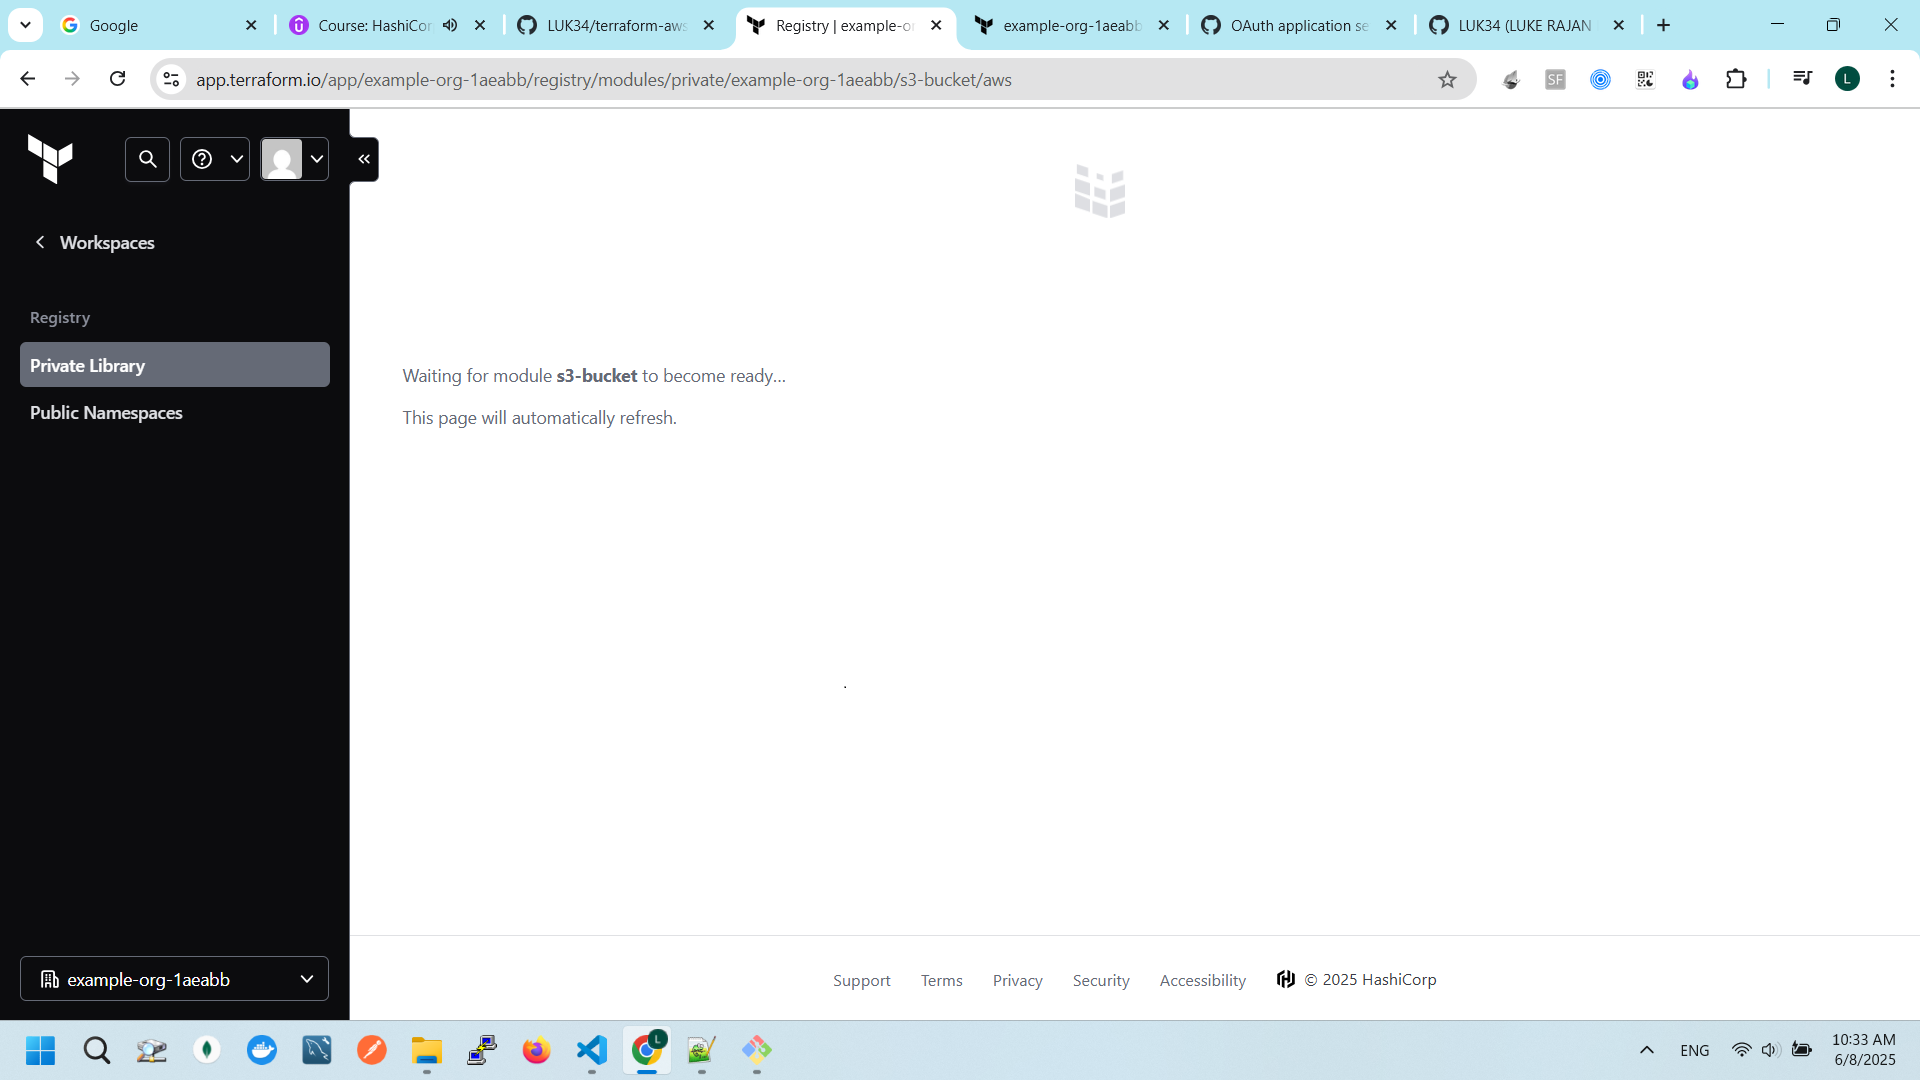 Google
Course: HashiCor
LUK34/terraform-aws
Registry | example-or
example-org-1aeabb
OAuth application se
LUK34 (LUKE RAJAN
app.terraform.io/app/example-org-1aeabb/registry/modules/private/example-org-1aeabb/s3-bucket/aws
SF
L
Workspaces
Registry
Private Library
Public Namespaces
Waiting for module s3-bucket to become ready...
This page will automatically refresh.
.
example-org-1aeabb
Support
Terms
Privacy
Security
Accessibility
© 2025 HashiCorp
L
ENG
10:33 AM
6/8/2025